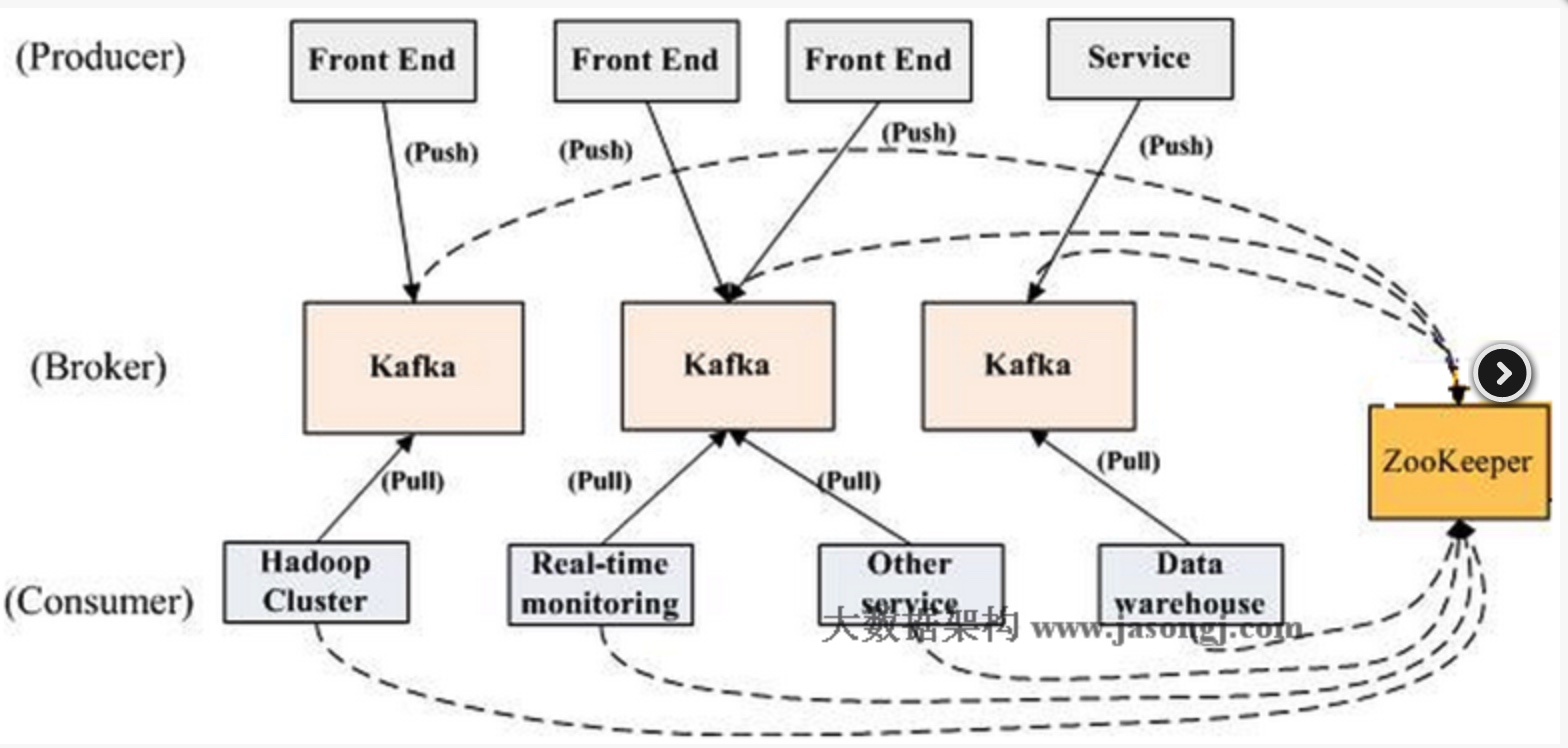 (Producer)
Front End
Front End
Front End
Service
(Push)
(Push)
(Push)
(Push)
(Broker)
Kafka
Kafka
Kafka
ZooKeeper
(Pull)
(Pull)
(Pull)
(Pull)
(Consumer)
Hadoop
Cluster
Real-time
monitoring
Other
service
Data
warehouse
大数据架构 www.jasongj.com